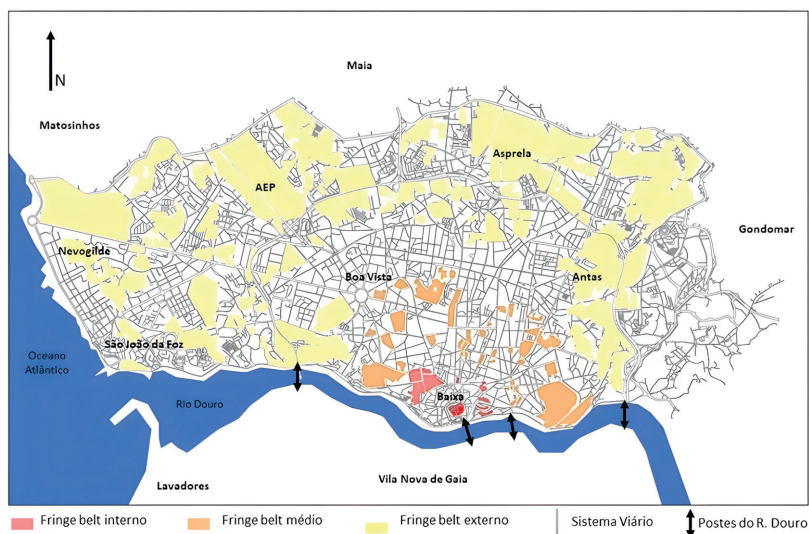 N
Maia
Matosinhos
Asprela
AEP
Gondomar
Nevogilde
Boa Vista
Antas
São João da Foz
Oceano
Atlântico
Baixa
Rio Douro
Lavadores
Vila Nova de Gaia
Fringe belt interno
Fringe belt médio
Fringe belt externo
Sistema Viário
Postes do R. Douro